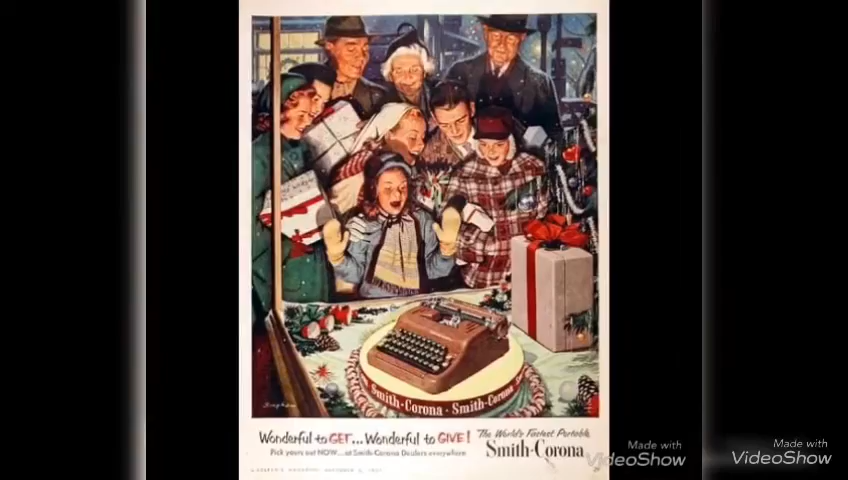 Smith-Corona · Smith-Corona
Wonderful to GET... Wonderful to GIVE!
Pick yours out NOW... at Smith-Corona Dealers everywhere
The World's Fastest Portable
Smith-Corona
Made with
VideoShow
Made with
VideoShow